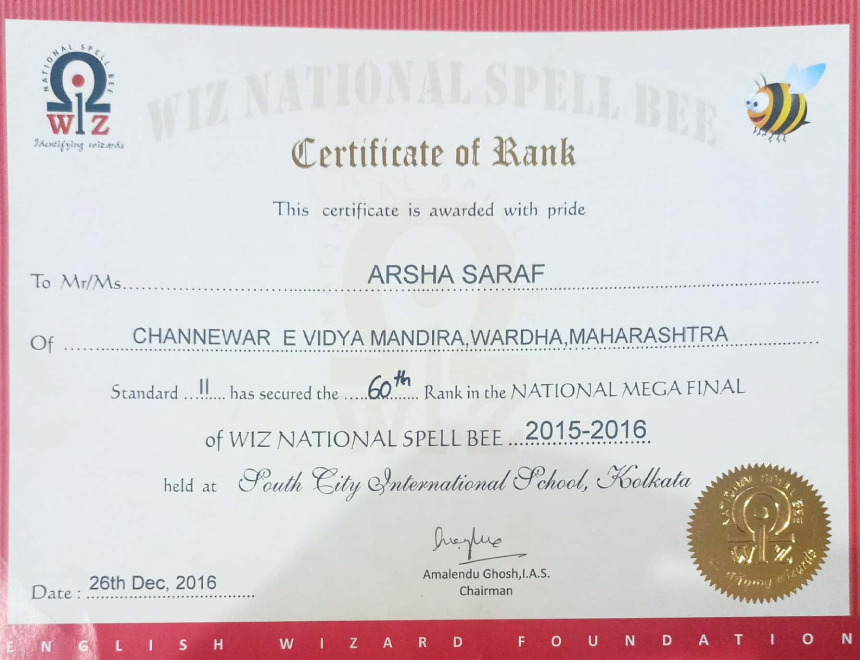 NATIONAL SPELL BEE
WIZ
Identifying wizards
WIZ NATIONAL SPELL BEE
Certificate of Rank
This certificate is awarded with pride
To Mr/Ms. ARSHA SARAF
Of CHANNEWAR E VIDYA MANDIRA,WARDHA,MAHARASHTRA
Standard II has secured the 60th Rank in the NATIONAL MEGA FINAL
of WIZ NATIONAL SPELL BEE 2015-2016
held at South City International School, Kolkata
NATIONAL SPELL BEE
WIZ
Identifying wizards
Amalendu Ghosh,I.A.S.
Chairman
Date : 26th Dec, 2016
ENGLISH WIZARD FOUNDATION